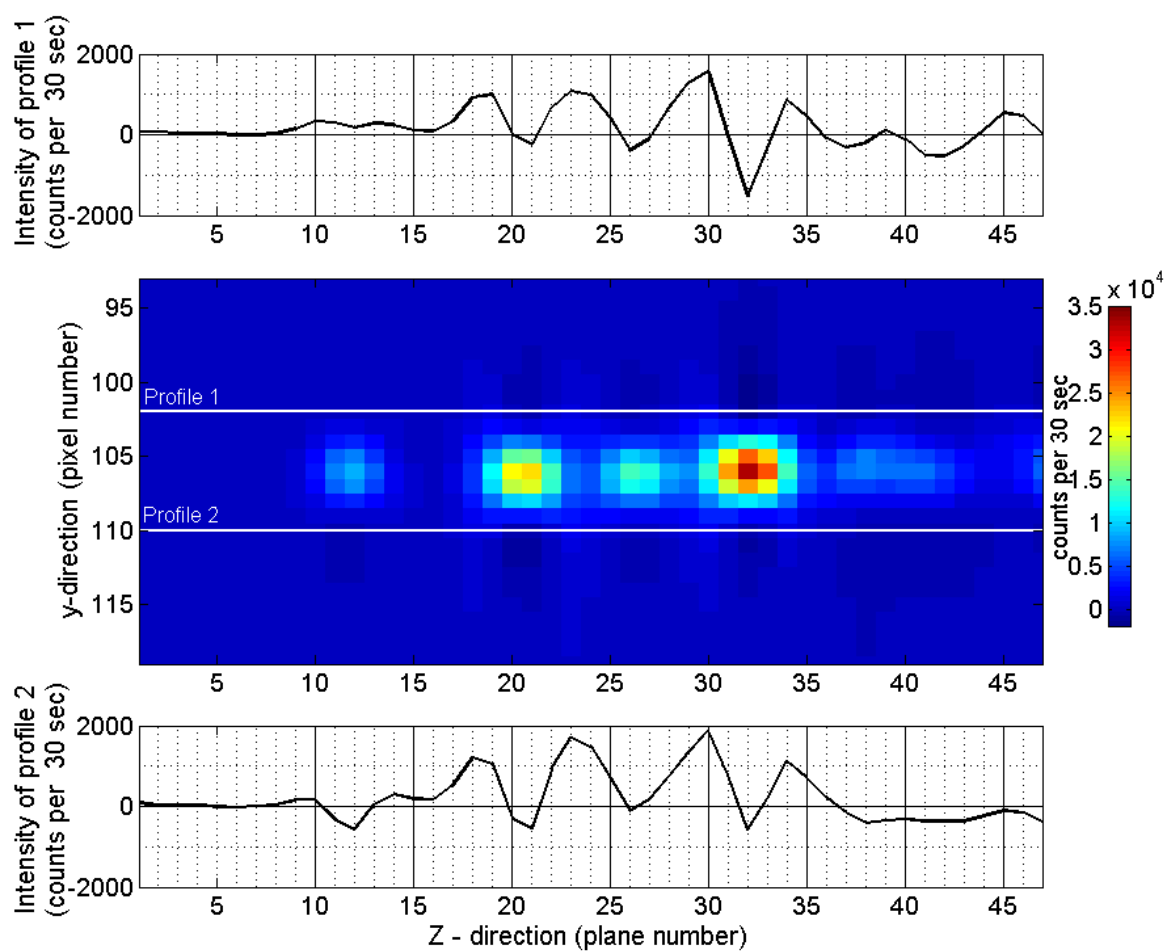 Intensity of profile 1
(counts per 30 sec)
2000
0
-2000
5 10 15 20 25 30 35 40 45
y-direction (pixel number)
95
100
105
110
115
Profile 1
Profile 2
5 10 15 20 25 30 35 40 45
x 10^4
3.5
3
2.5
2
1.5
1
0.5
0
counts per 30 sec
Intensity of profile 2
(counts per 30 sec)
2000
0
-2000
5 10 15 20 25 30 35 40 45
Z - direction (plane number)